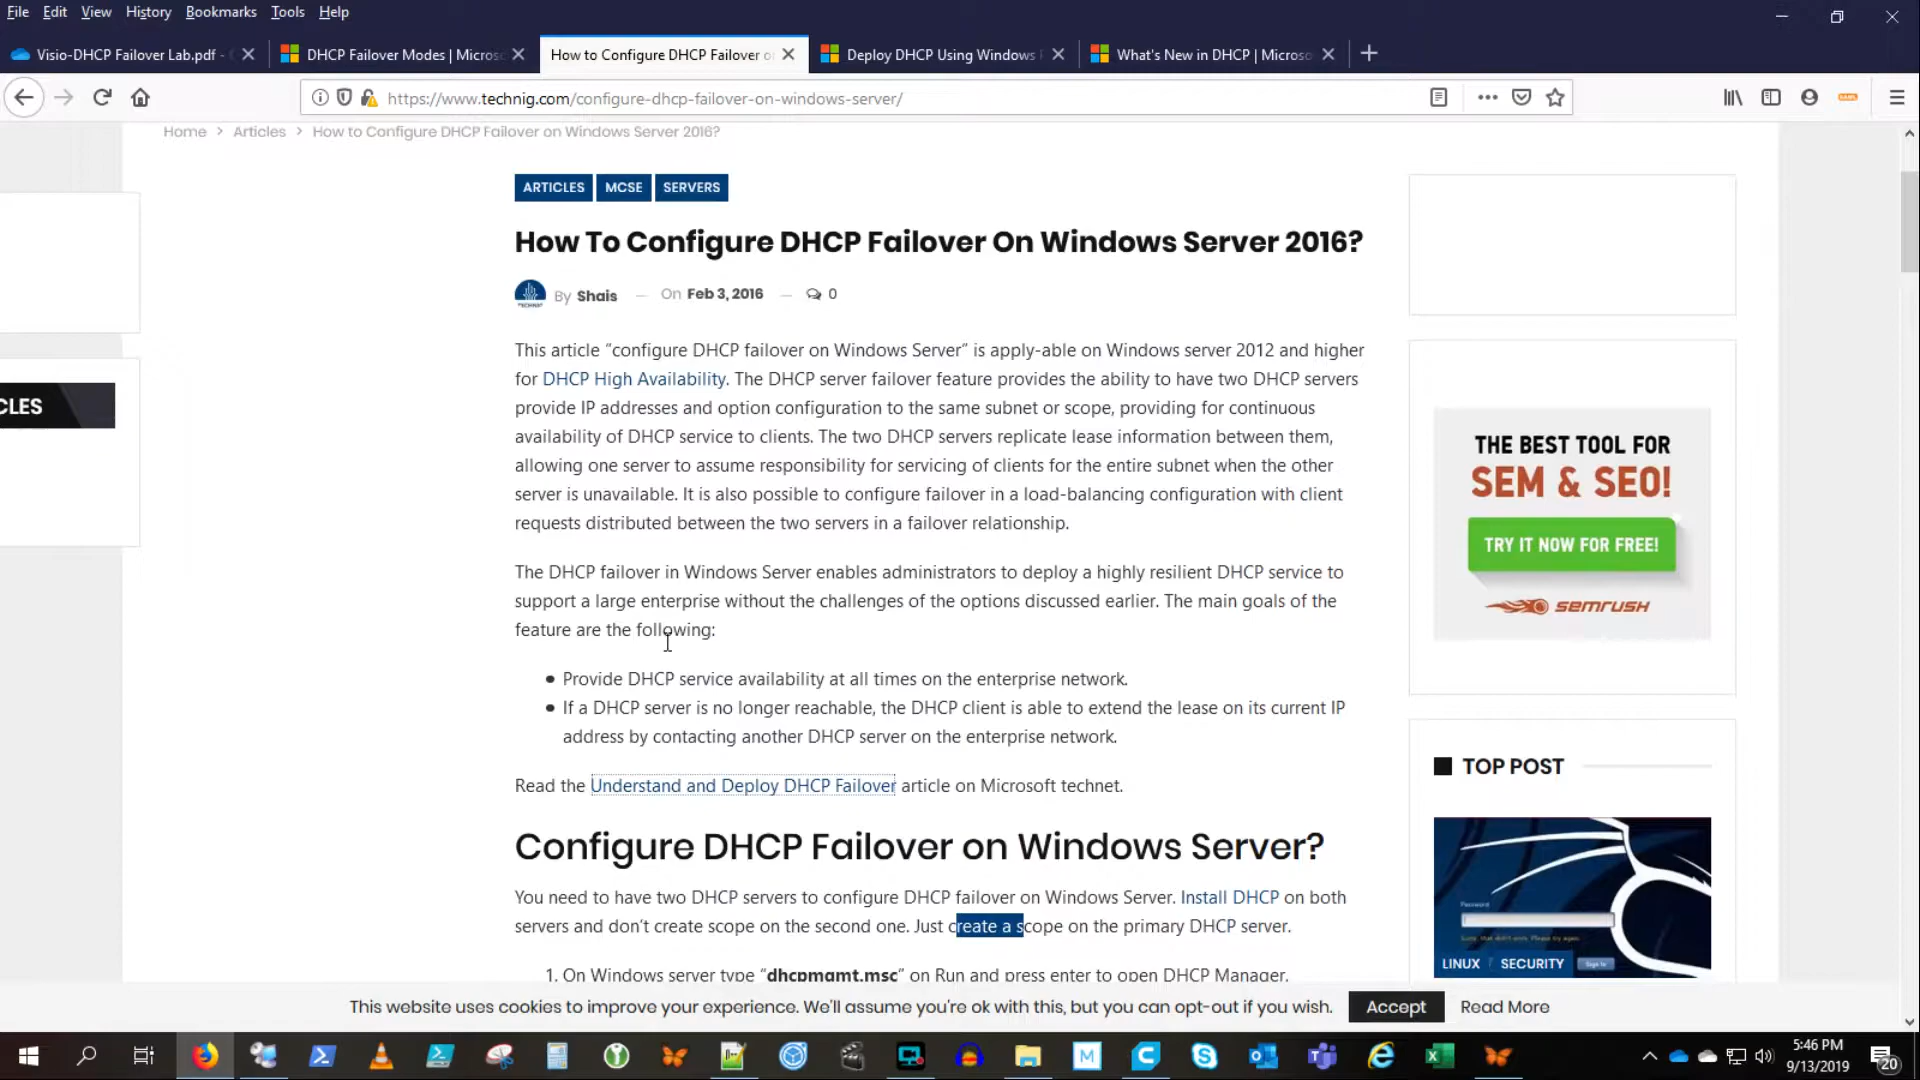 File Edit View History Bookmarks Tools Help
Visio-DHCP Failover Lab.pdf -
DHCP Failover Modes | Micros
How to Configure DHCP Failover o
Deploy DHCP Using Windows
What's New in DHCP | Microso
https://www.technig.com/configure-dhcp-failover-on-windows-server/
Home > Articles > How to Configure DHCP Failover on Windows Server 2016?
ARTICLES MCSE SERVERS
How To Configure DHCP Failover On Windows Server 2016?
By Shais — On Feb 3, 2016 — 0
This article “configure DHCP failover on Windows Server” is apply-able on Windows server 2012 and higher
for DHCP High Availability. The DHCP server failover feature provides the ability to have two DHCP servers
provide IP addresses and option configuration to the same subnet or scope, providing for continuous
availability of DHCP service to clients. The two DHCP servers replicate lease information between them,
allowing one server to assume responsibility for servicing of clients for the entire subnet when the other
server is unavailable. It is also possible to configure failover in a load-balancing configuration with client
requests distributed between the two servers in a failover relationship.
The DHCP failover in Windows Server enables administrators to deploy a highly resilient DHCP service to
support a large enterprise without the challenges of the options discussed earlier. The main goals of the
feature are the following:
• Provide DHCP service availability at all times on the enterprise network.
• If a DHCP server is no longer reachable, the DHCP client is able to extend the lease on its current IP
address by contacting another DHCP server on the enterprise network.
Read the Understand and Deploy DHCP Failover article on Microsoft technet.
Configure DHCP Failover on Windows Server?
You need to have two DHCP servers to configure DHCP failover on Windows Server. Install DHCP on both
servers and don’t create scope on the second one. Just create a scope on the primary DHCP server.
1. On Windows server type “dhcpmgmt.msc” on Run and press enter to open DHCP Manager.
CLES
THE BEST TOOL FOR
SEM & SEO!
TRY IT NOW FOR FREE!
SEMRUSH
TOP POST
Password
Sign In
LINUX SECURITY
This website uses cookies to improve your experience. We'll assume you're ok with this, but you can opt-out if you wish. Accept Read More
5:46 PM
9/13/2019
20